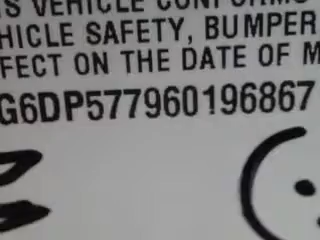 S VEHICLE CONFORMS
HICLE SAFETY, BUMPER
FECT ON THE DATE OF M
G6DP577960196867